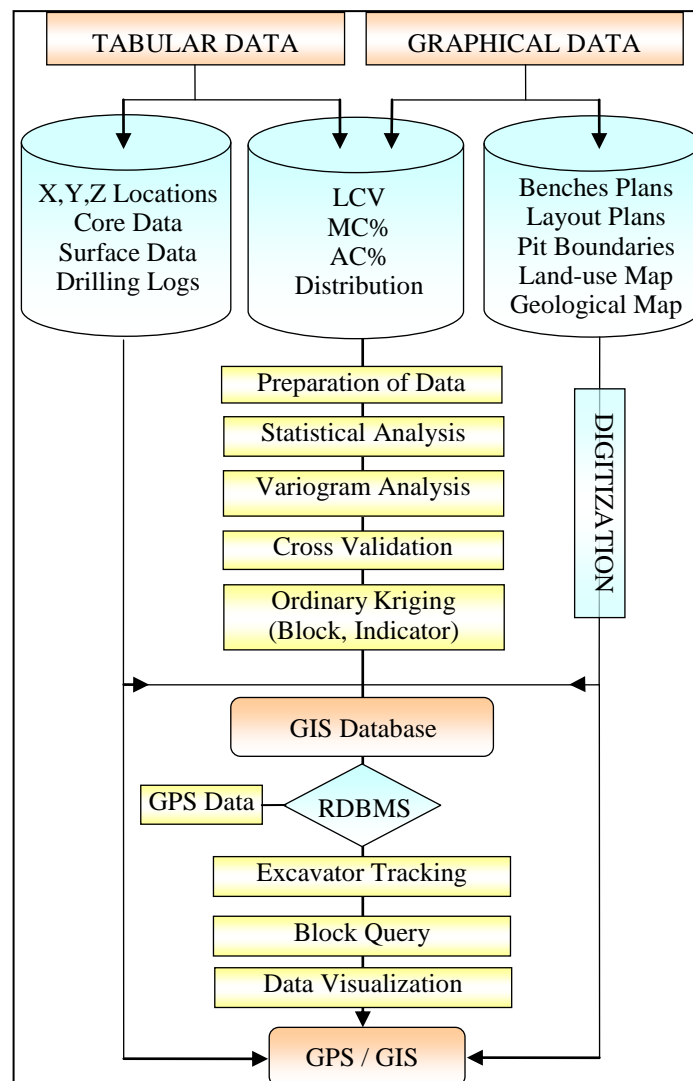 TABULAR DATA
GRAPHICAL DATA
X,Y,Z Locations
Core Data
Surface Data
Drilling Logs
LCV
MC%
AC%
Distribution
Benches Plans
Layout Plans
Pit Boundaries
Land-use Map
Geological Map
Preparation of Data
Statistical Analysis
Variogram Analysis
Cross Validation
Ordinary Kriging
(Block, Indicator)
DIGITIZATION
GIS Database
GPS Data
RDBMS
Excavator Tracking
Block Query
Data Visualization
GPS / GIS